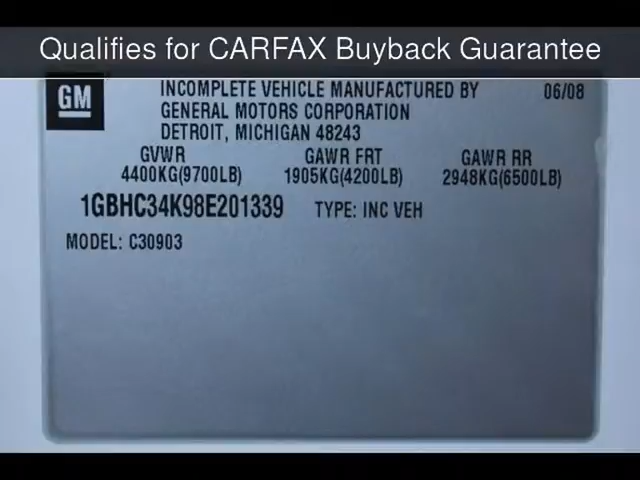 Qualifies for CARFAX Buyback Guarantee
GM
INCOMPLETE VEHICLE MANUFACTURED BY 06/08
GENERAL MOTORS CORPORATION
DETROIT, MICHIGAN 48243
GVWR GAWR FRT GAWR RR
4400KG(9700LB) 1905KG(4200LB) 2948KG(6500LB)
1GBHC34K98E201339 TYPE: INC VEH
MODEL: C30903